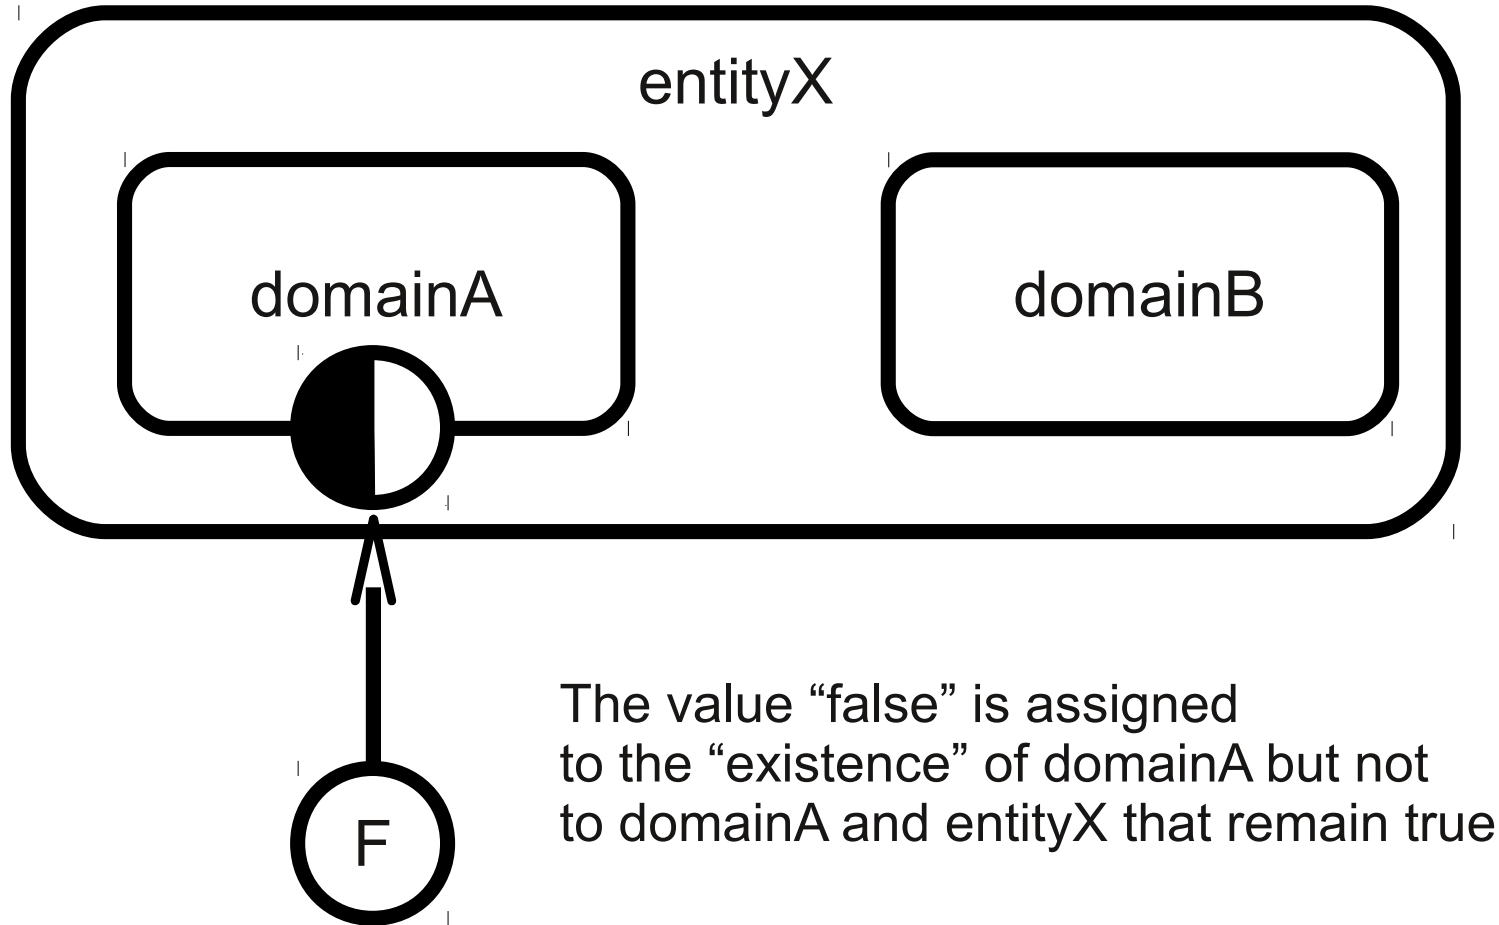 entityX
domainA
domainB
F
The value “false” is assigned
to the “existence” of domainA but not
to domainA and entityX that remain true